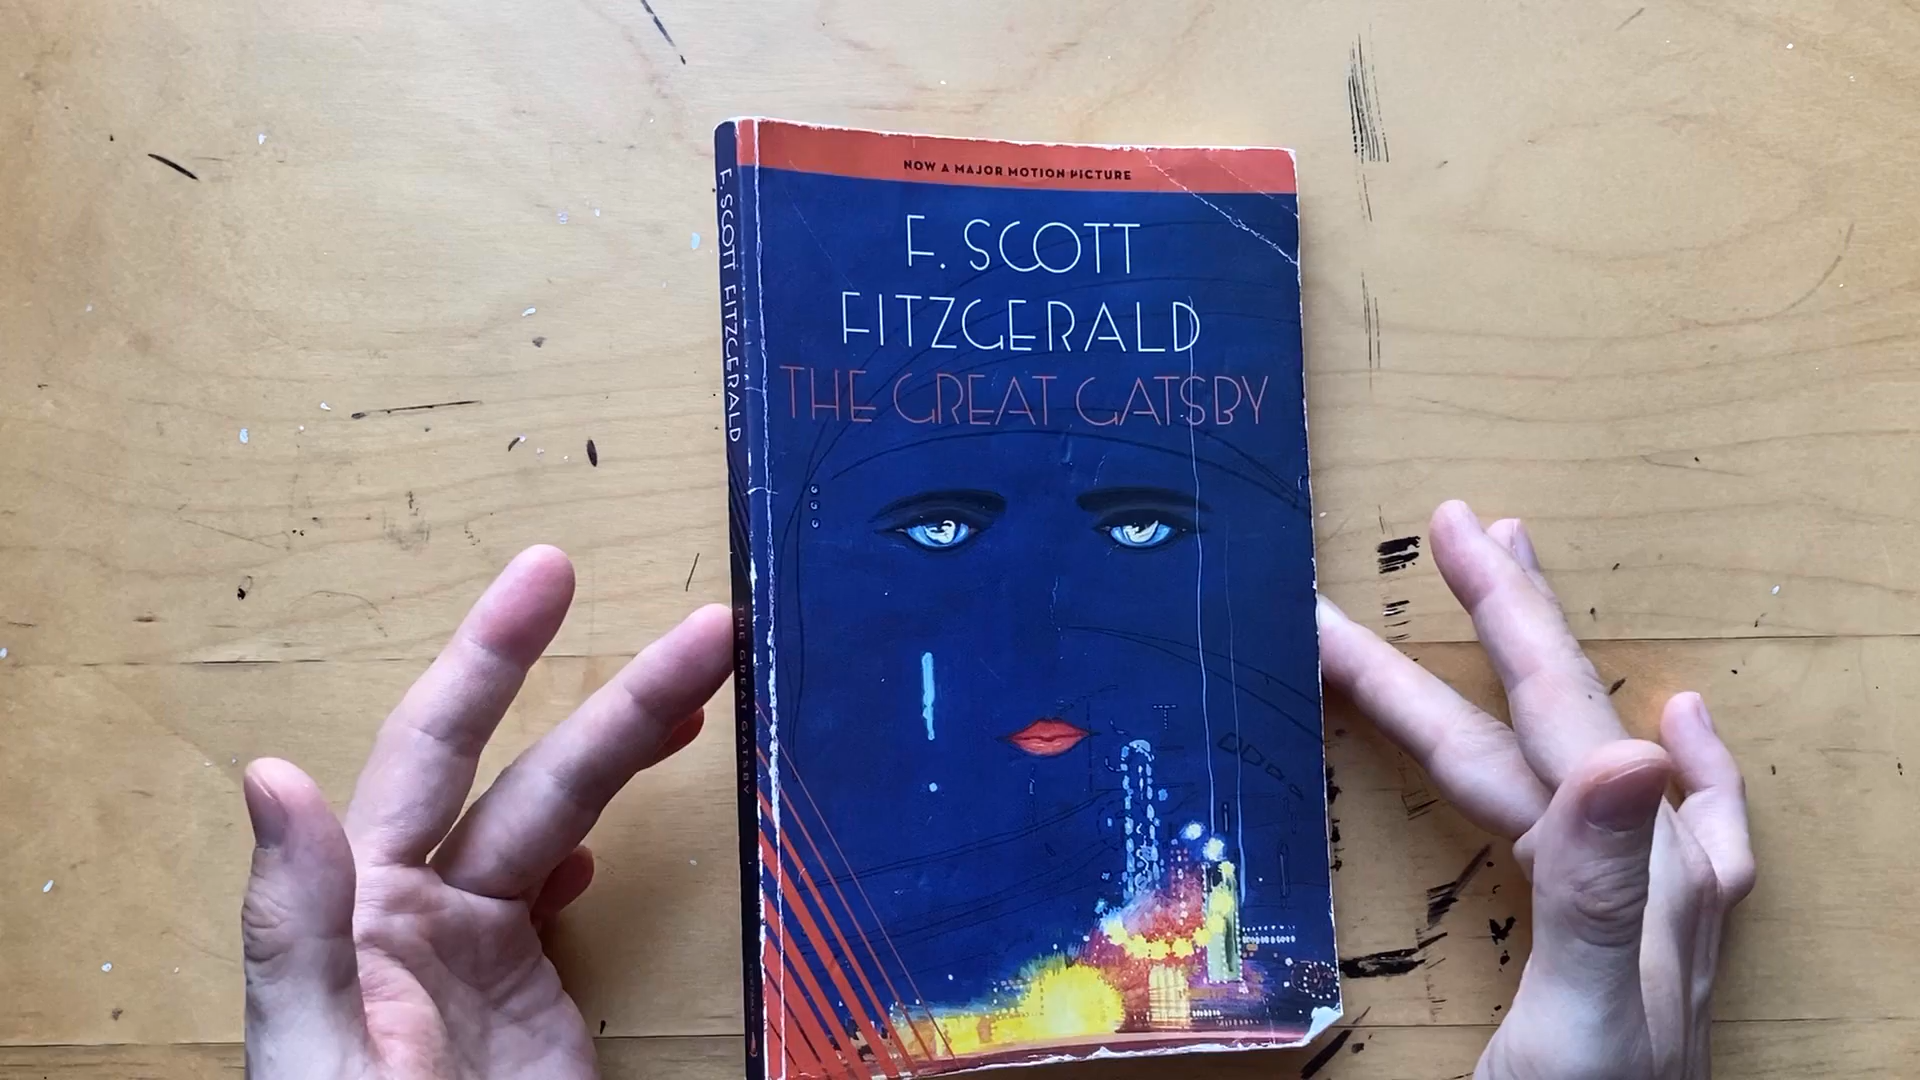 NOW A MAJOR MOTION PICTURE
F. SCOTT
FITZGERALD
THE GREAT GATSBY
F. SCOTT FITZGERALD
THE GREAT GATSBY